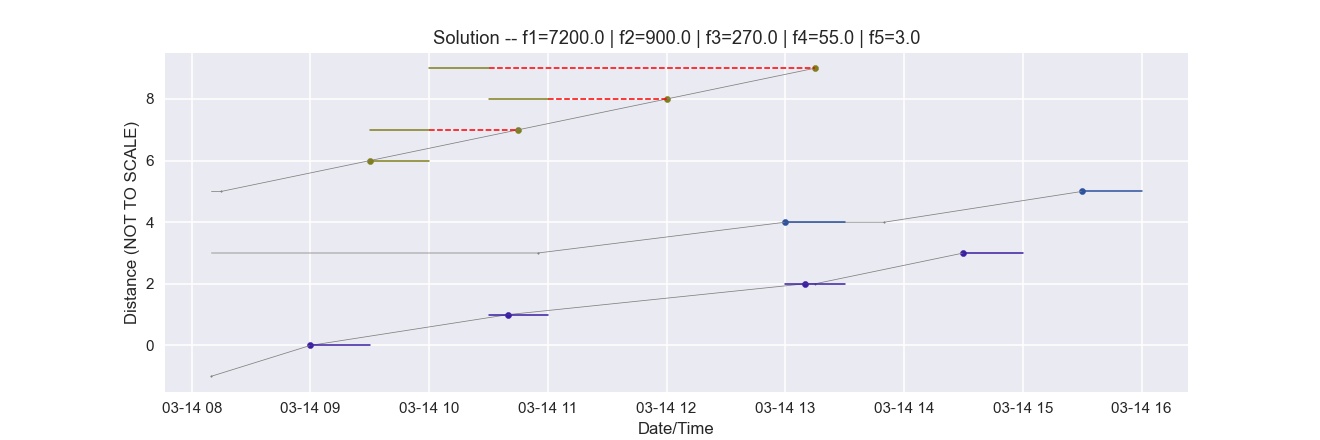 Solution -- f1=7200.0 | f2=900.0 | f3=270.0 | f4=55.0 | f5=3.0
Distance (NOT TO SCALE)
8
6
4
2
0
03-14 08 03-14 09 03-14 10 03-14 11 03-14 12 03-14 13 03-14 14 03-14 15 03-14 16
Date/Time